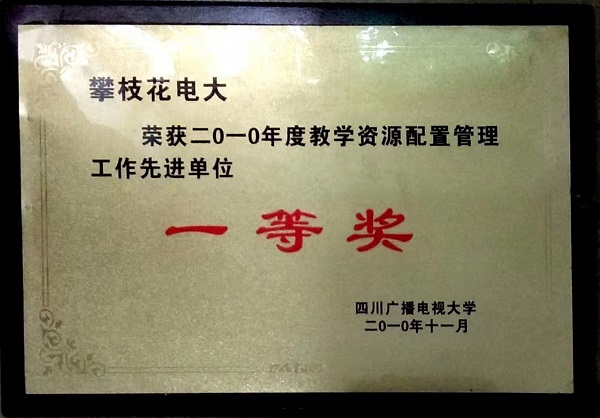 攀枝花电大
荣获二0一0年度教学资源配置管理
工作先进单位
一等奖
四川广播电视大学
二0一0年十一月